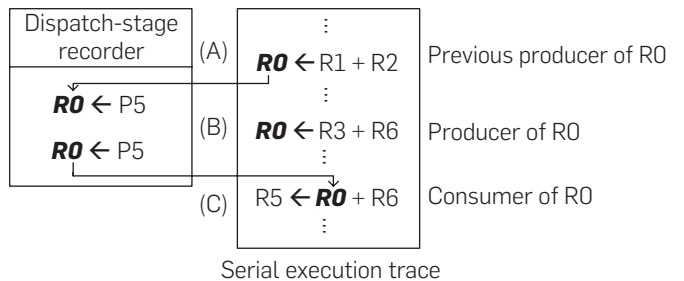 Dispatch-stage
recorder
R0 ← P5
R0 ← P5
(A)
(B)
(C)
⋮
R0 ← R1 + R2
⋮
R0 ← R3 + R6
⋮
R5 ← R0 + R6
⋮
Previous producer of R0
Producer of R0
Consumer of R0
Serial execution trace